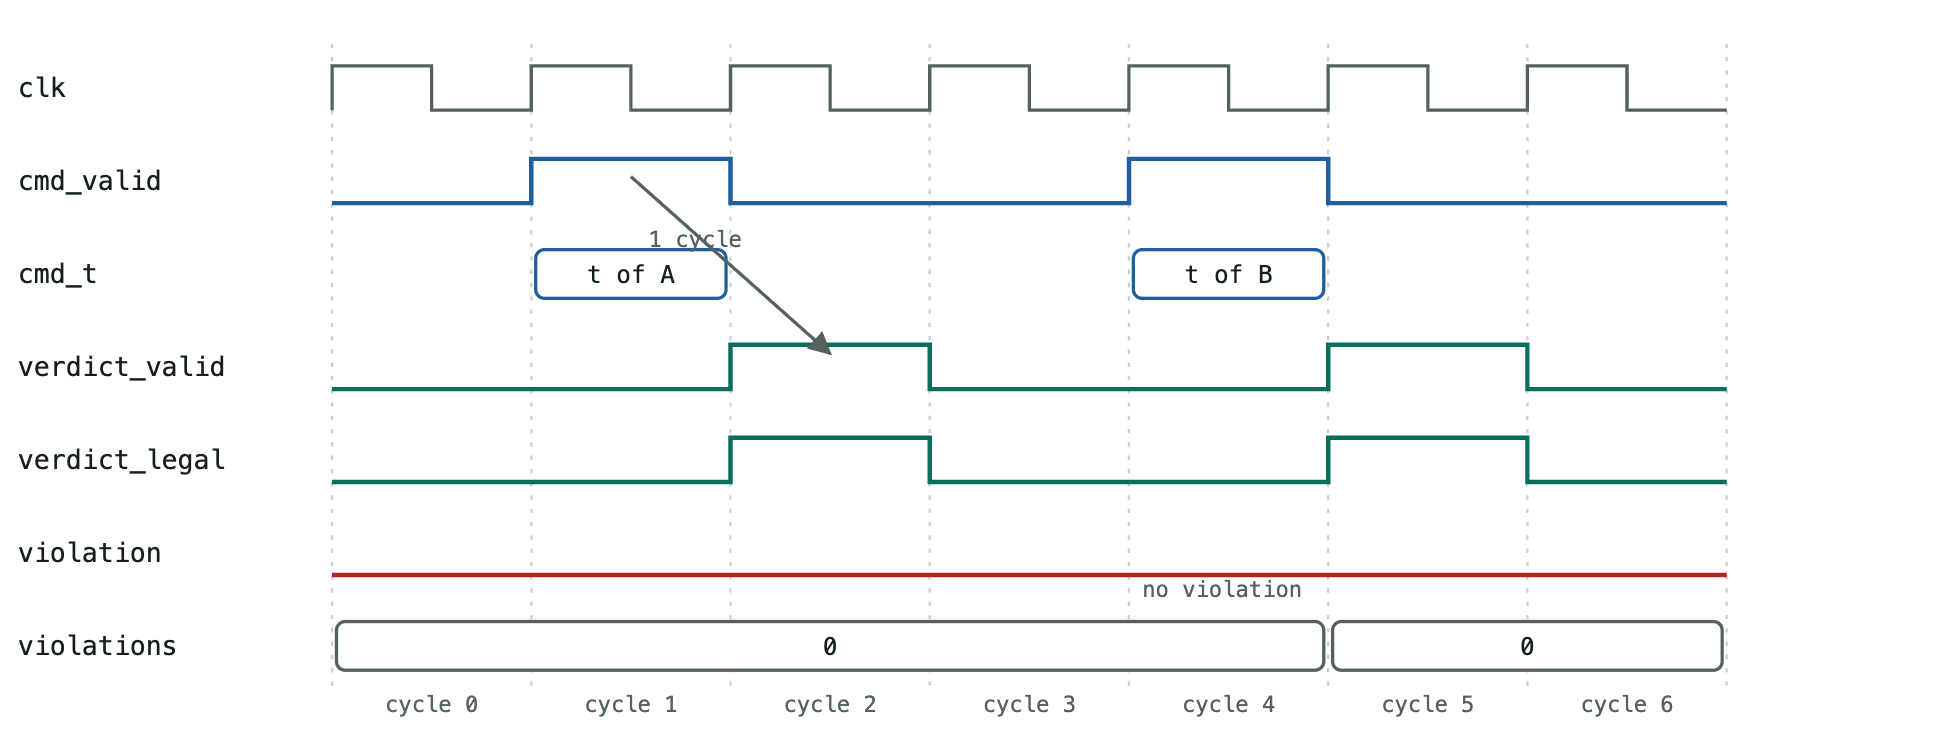 clk
cmd_valid
1 cycle
cmd_t
t of A
t of B
verdict_valid
verdict_legal
violation
no violation
violations
0
0
cycle 0
cycle 1
cycle 2
cycle 3
cycle 4
cycle 5
cycle 6